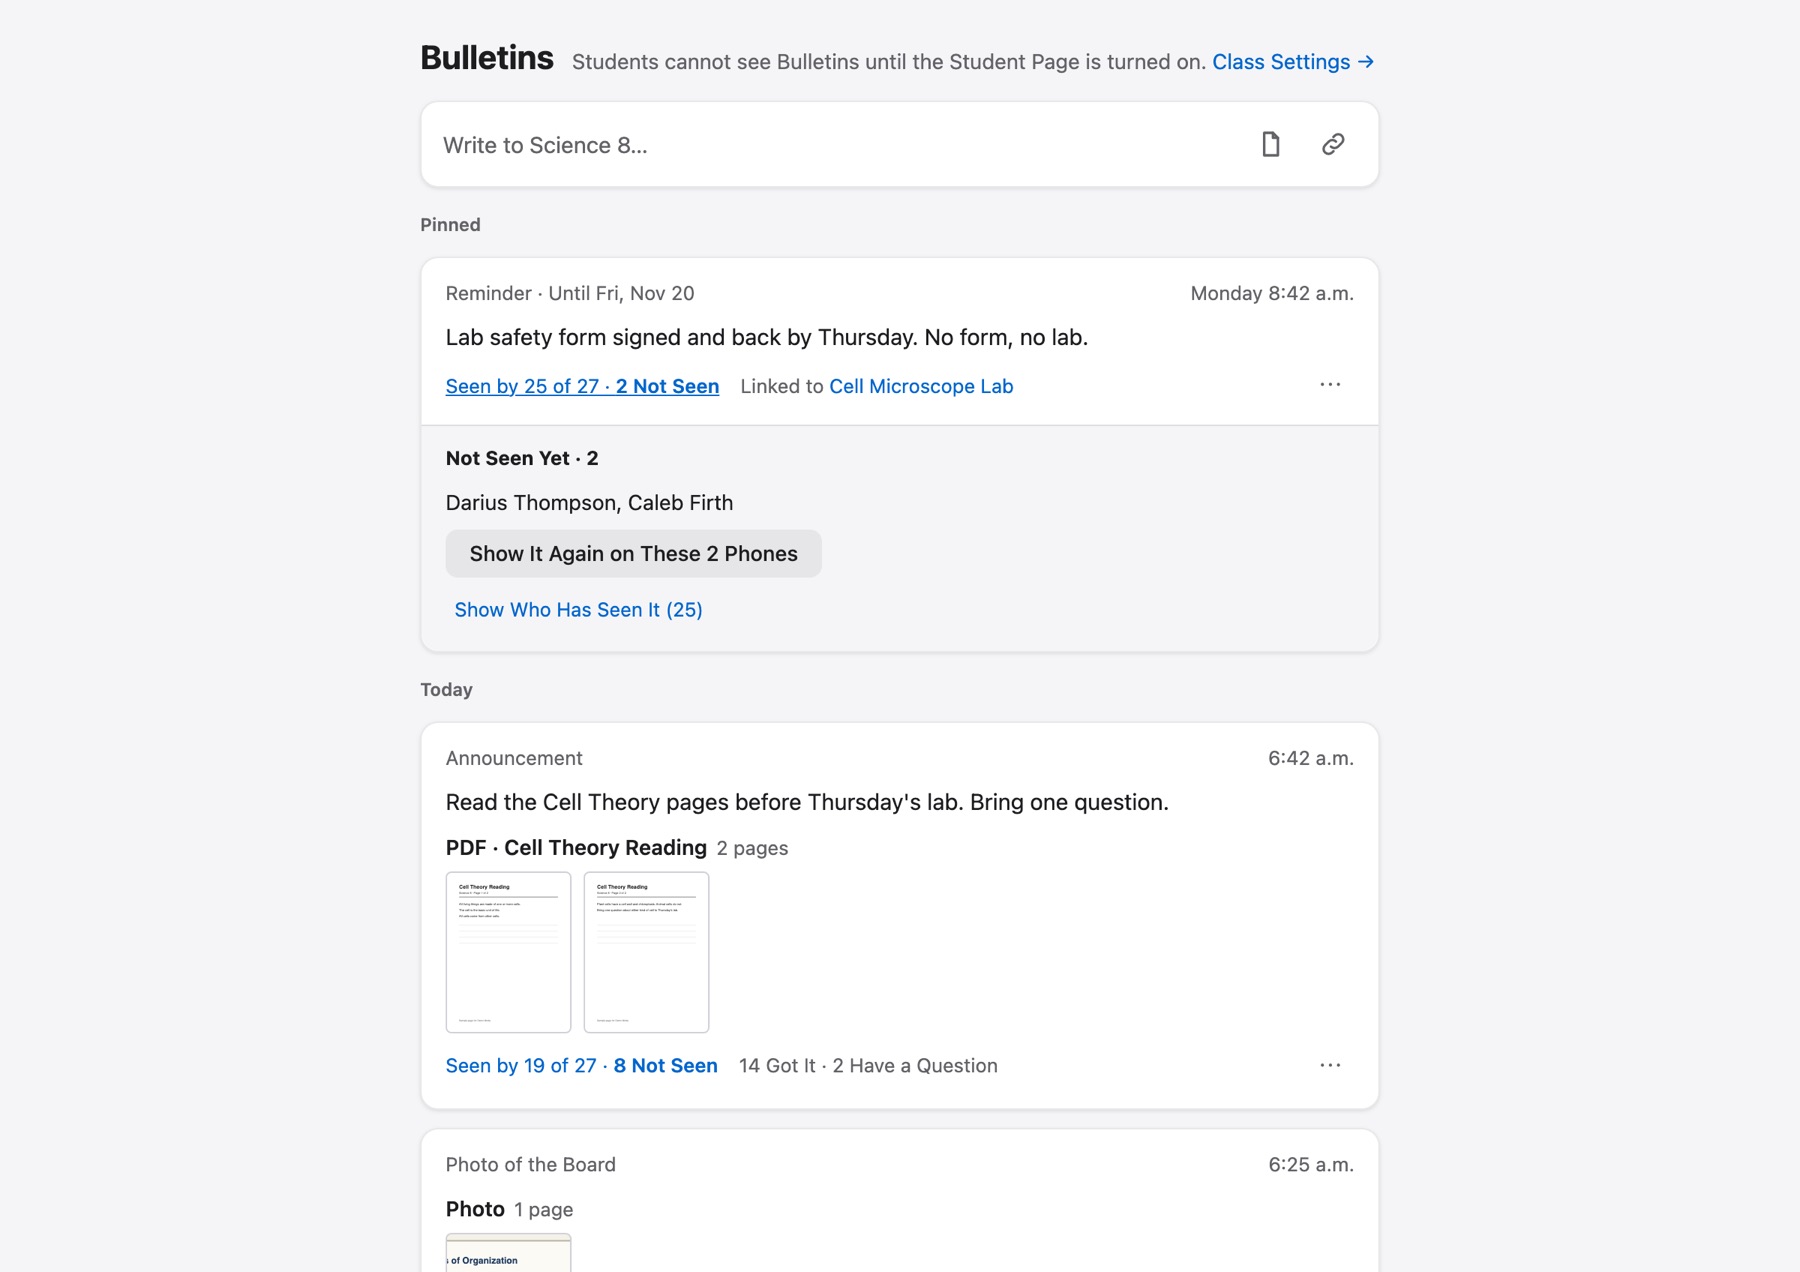 Bulletins Students cannot see Bulletins until the Student Page is turned on. Class Settings →
Write to Science 8...
Pinned
Reminder · Until Fri, Nov 20 Monday 8:42 a.m.
Lab safety form signed and back by Thursday. No form, no lab.
Seen by 25 of 27 · 2 Not Seen Linked to Cell Microscope Lab ···
Not Seen Yet · 2
Darius Thompson, Caleb Firth
Show It Again on These 2 Phones
Show Who Has Seen It (25)
Today
Announcement 6:42 a.m.
Read the Cell Theory pages before Thursday's lab. Bring one question.
PDF · Cell Theory Reading 2 pages
Cell Theory Reading Cell Theory Reading
Seen by 19 of 27 · 8 Not Seen 14 Got It · 2 Have a Question ···
Photo of the Board 6:25 a.m.
Photo 1 page
of Organization